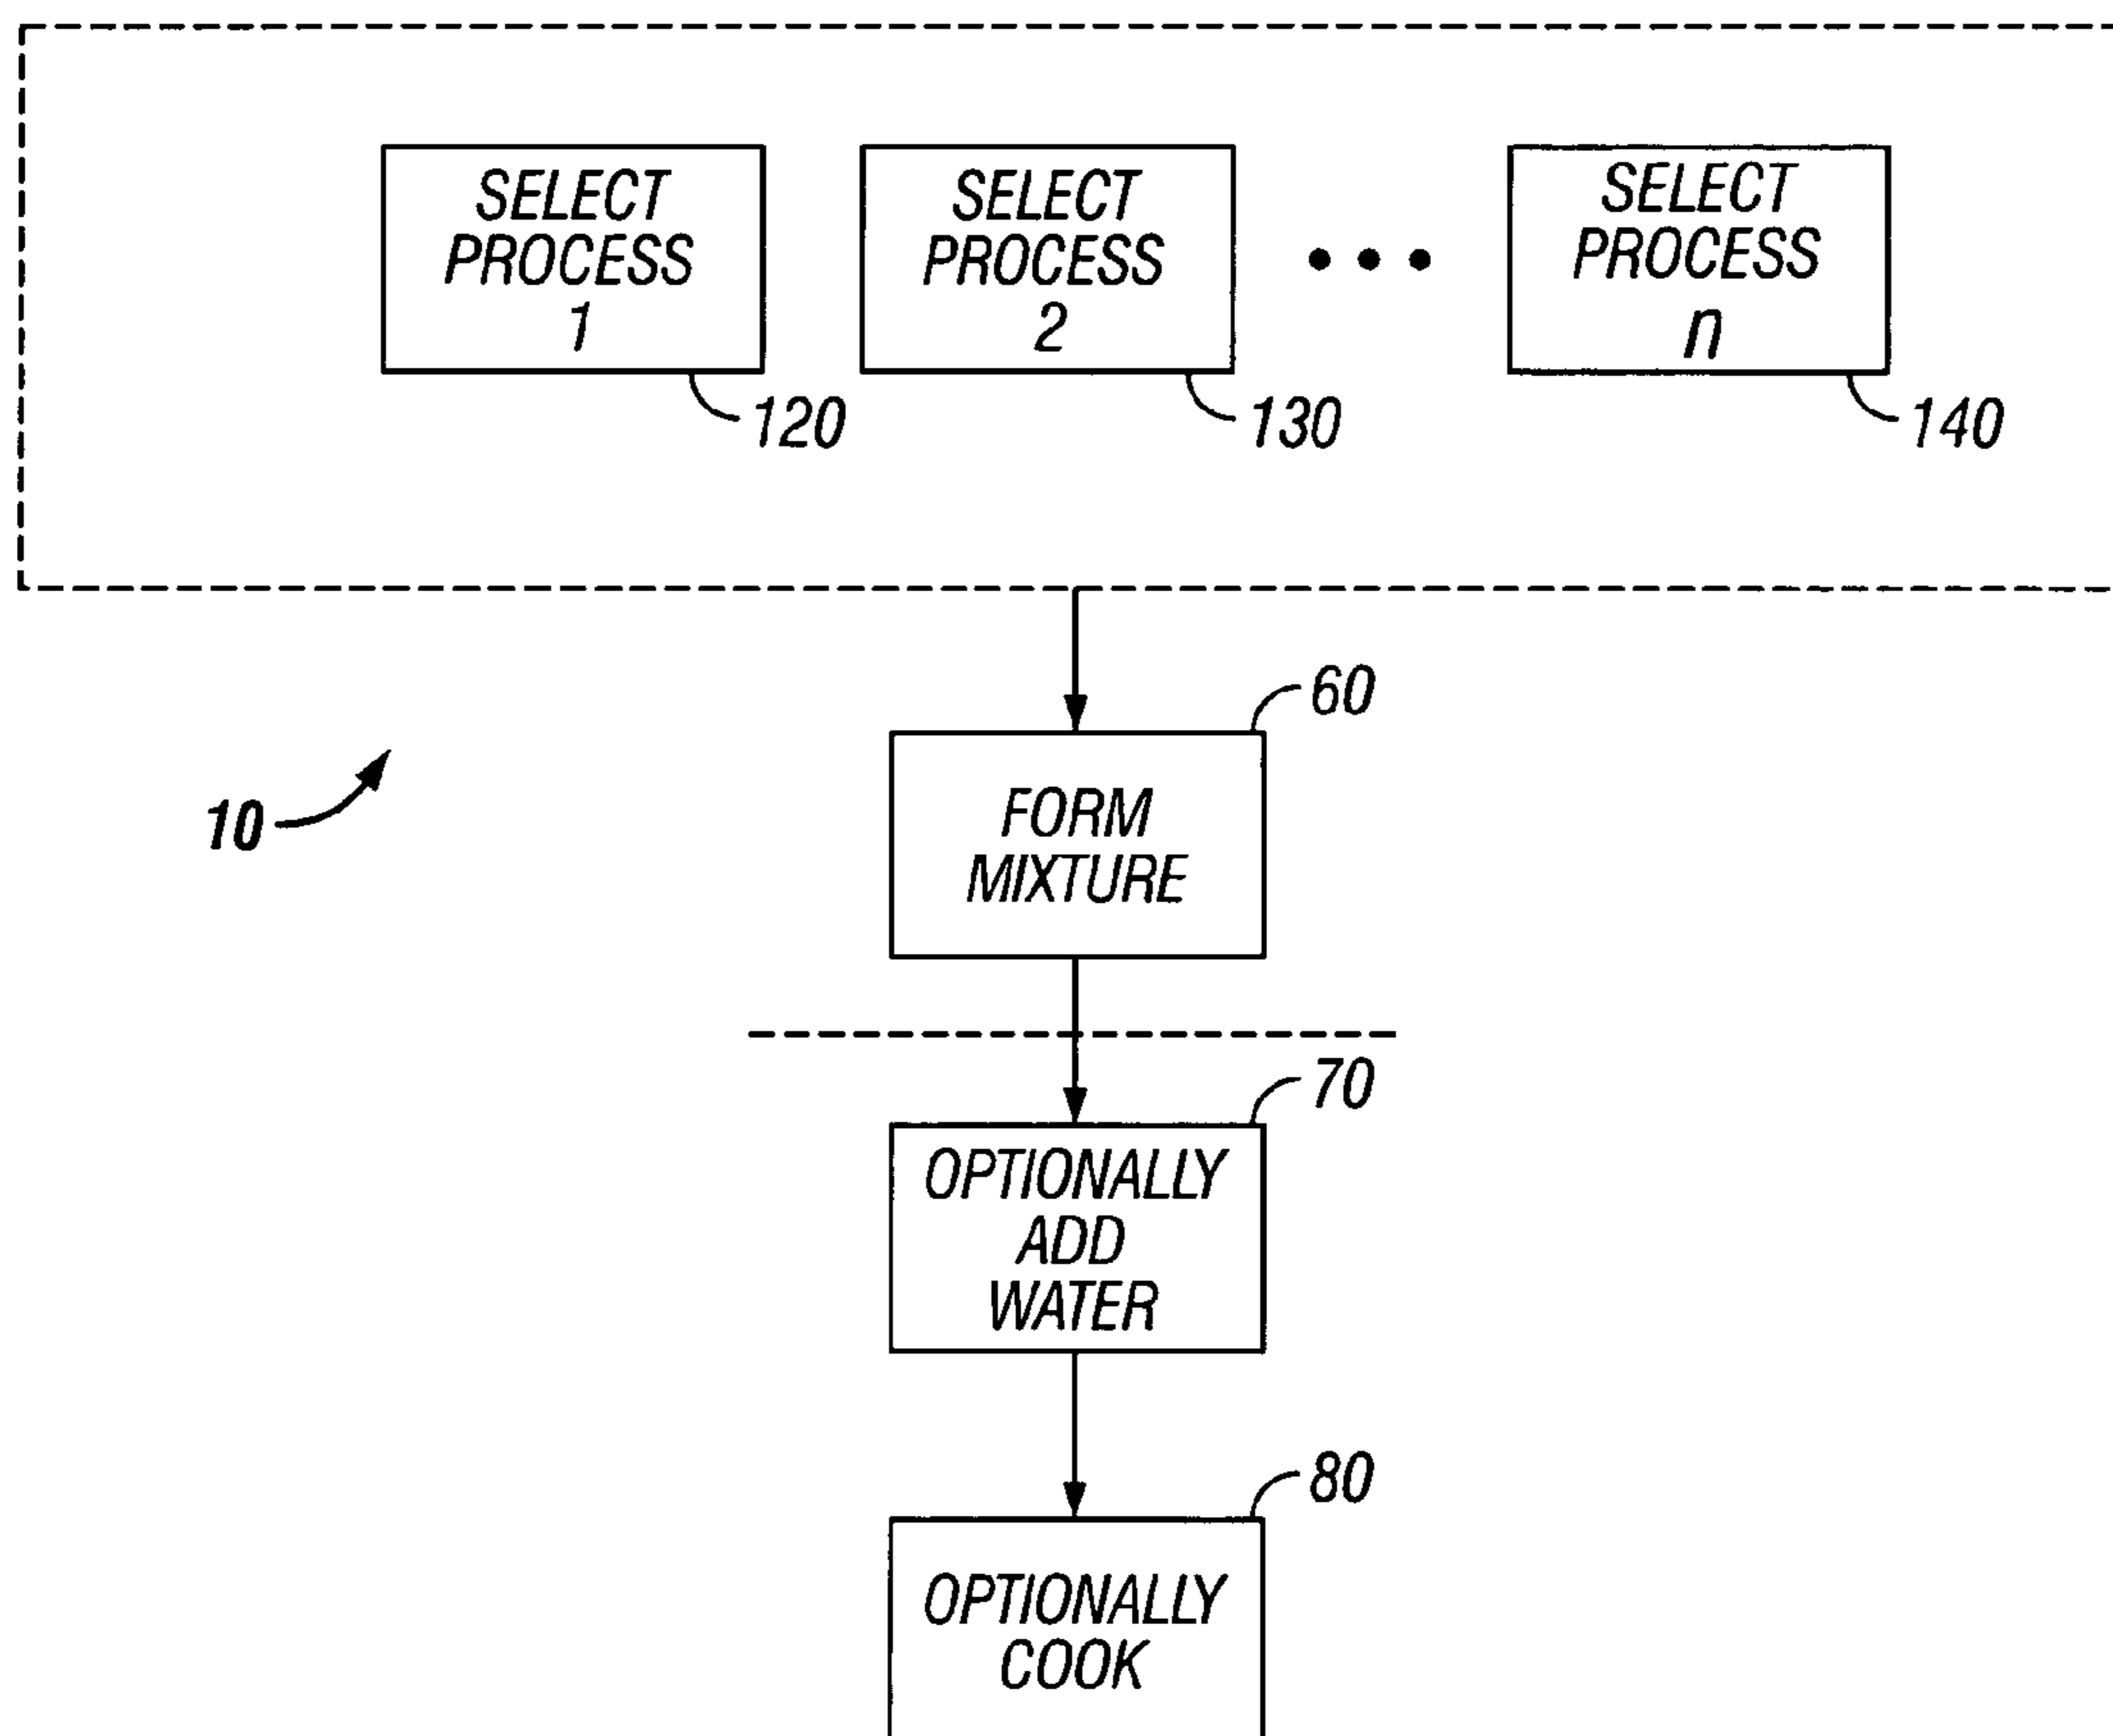 SELECT
PROCESS
1
120
SELECT
PROCESS
2
130
SELECT
PROCESS
n
140
10
60
FORM
MIXTURE
70
OPTIONALLY
ADD
WATER
80
OPTIONALLY
COOK